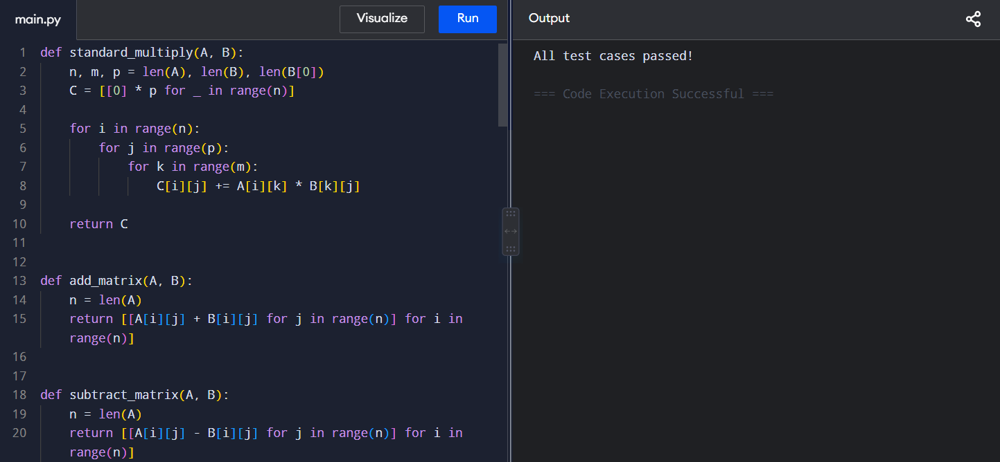 main.py
Visualize
Run
Output
1 def standard_multiply(A, B):
2     n, m, p = len(A), len(B), len(B[0])
3     C = [[0] * p for _ in range(n)]
4
5     for i in range(n):
6         for j in range(p):
7             for k in range(m):
8                 C[i][j] += A[i][k] * B[k][j]
9
10     return C
11
12
13 def add_matrix(A, B):
14     n = len(A)
15     return [[A[i][j] + B[i][j] for j in range(n)] for i in
    range(n)]
16
17
18 def subtract_matrix(A, B):
19     n = len(A)
20     return [[A[i][j] - B[i][j] for j in range(n)] for i in
    range(n)]
All test cases passed!
=== Code Execution Successful ===